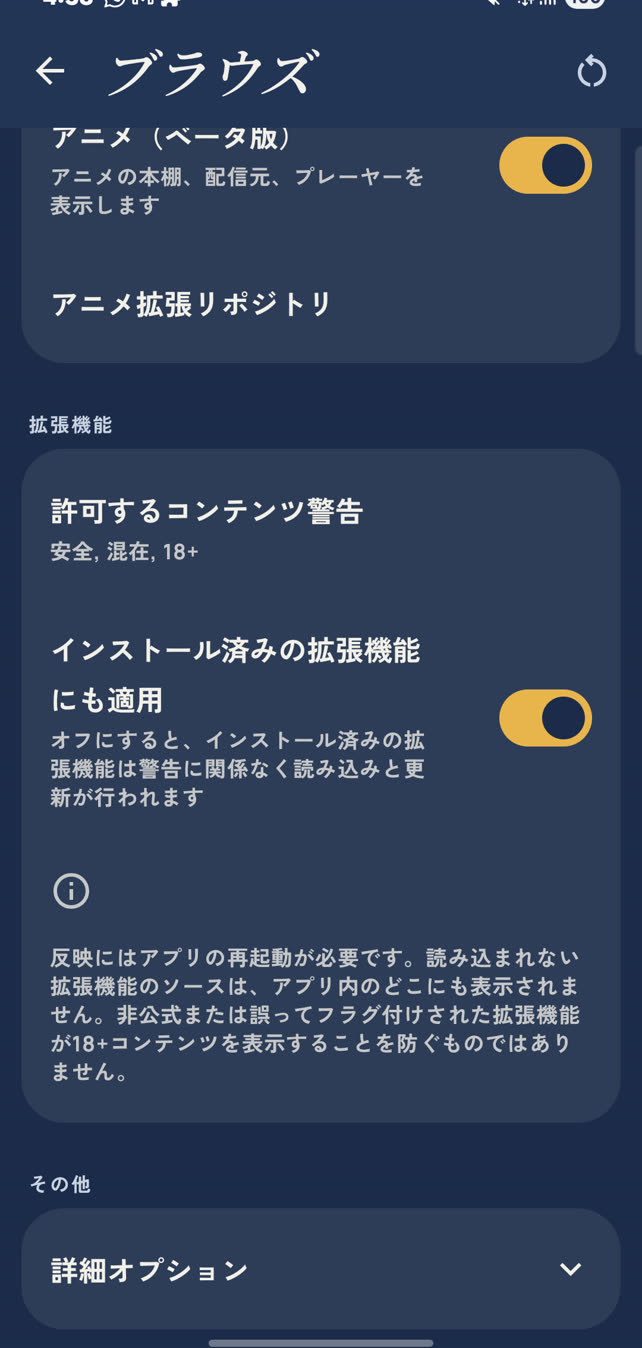 ブラウズ
アニメ（ベータ版）
アニメの本棚、配信元、プレーヤーを
表示します
アニメ拡張リポジトリ
拡張機能
許可するコンテンツ警告
安全, 混在, 18+
インストール済みの拡張機能
にも適用
オフにすると、インストール済みの拡
張機能は警告に関係なく読み込みと更
新が行われます
反映にはアプリの再起動が必要です。読み込まれない
拡張機能のソースは、アプリ内のどこにも表示されま
せん。非公式または誤ってフラグ付けされた拡張機能
が18+コンテンツを表示することを防ぐものではあり
ません。
その他
詳細オプション